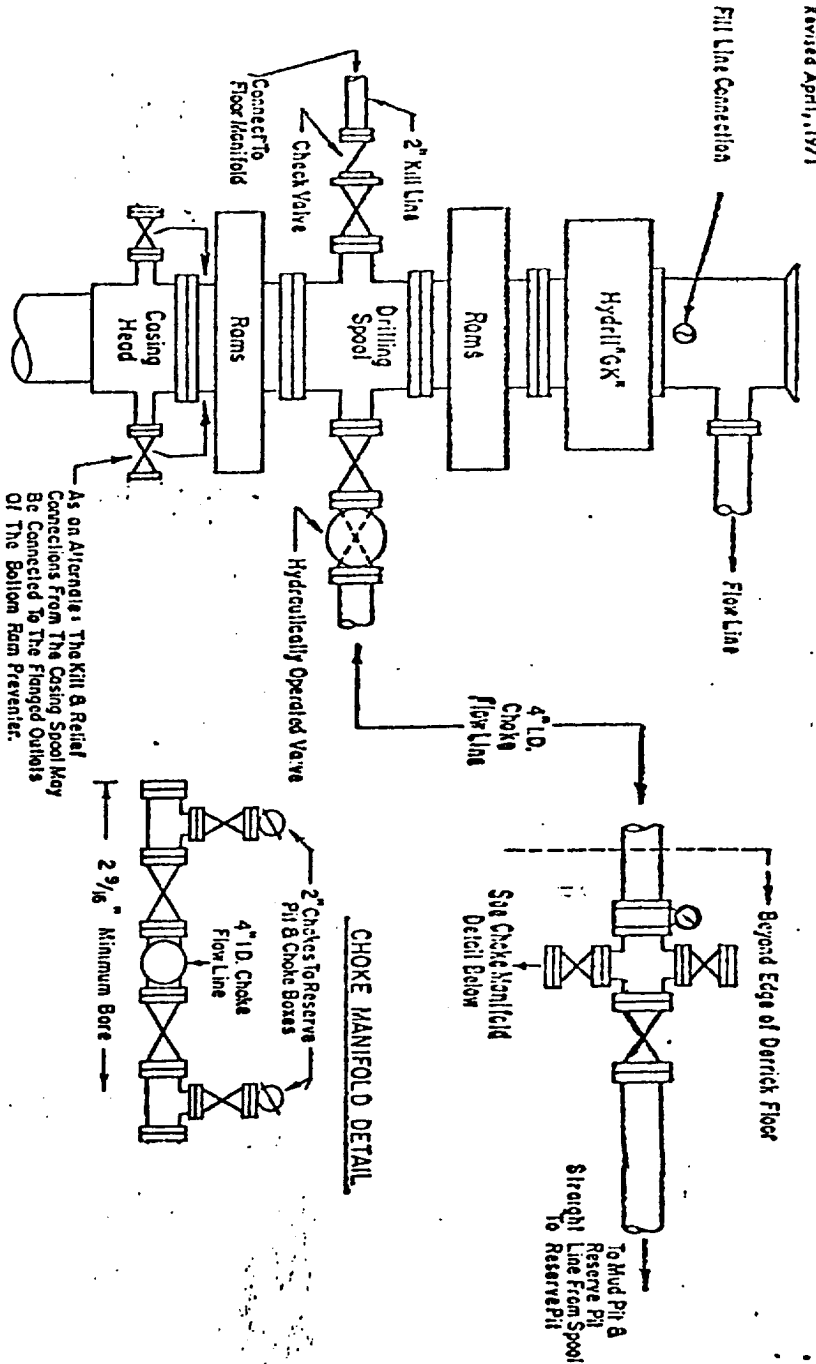 Revised April, 1971
Fill Line Connection
Flow Line
Hydrill "GK"
Rams
Drilling
Spool
2" Kill Line
Check Valve
Connect To
Floor Manifold
Rams
Casing
Head
Hydraulically Operated Valve
As an Alternate: The Kill & Relief
Connections From The Casing Spool May
Be Connected To The Flanged Outlets
Of The Bottom Ram Preventer.
4" I.D.
Choke
Flow Line
Beyond Edge of Derrick Floor
See Choke Manifold
Detail Below
To Mud Pit &
Reserve Pit
Straight Line From Spool
To Reserve Pit
CHOKE MANIFOLD DETAIL
2" Chokes To Reserve
Pit & Choke Boxes
4" I.D. Choke
Flow Line
2 9/16" Minimum Bore